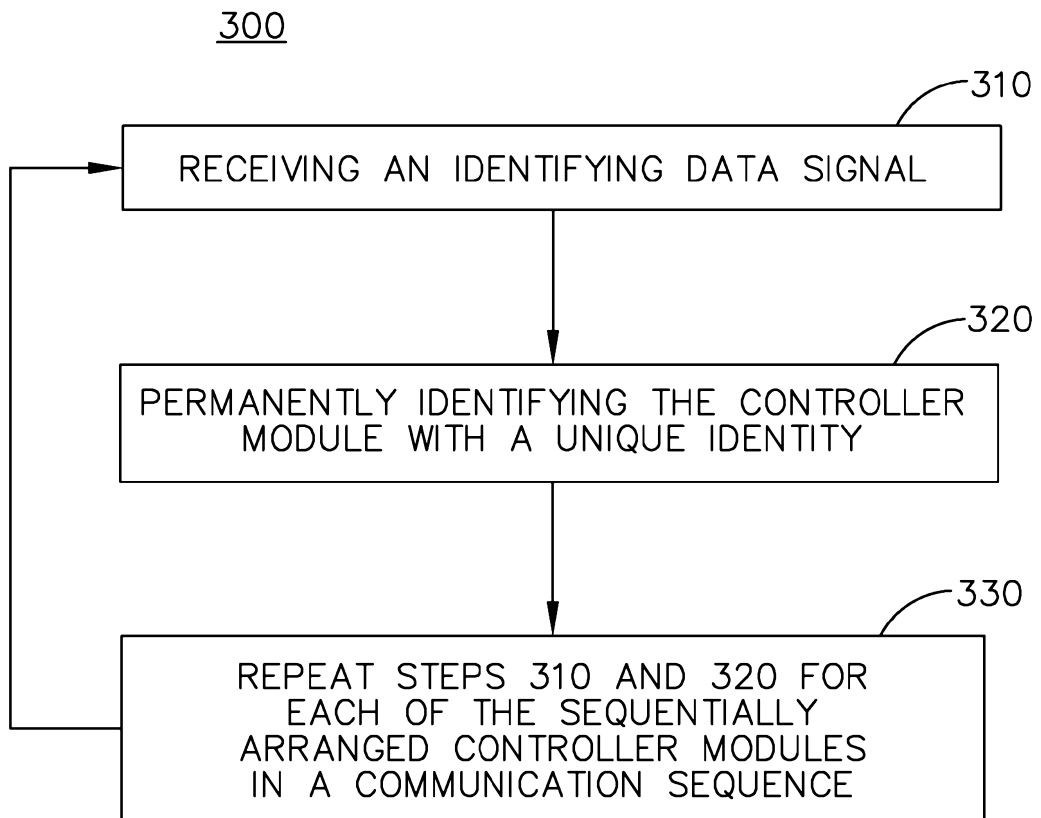 300
310
RECEIVING AN IDENTIFYING DATA SIGNAL
320
PERMANENTLY IDENTIFYING THE CONTROLLER
MODULE WITH A UNIQUE IDENTITY
330
REPEAT STEPS 310 AND 320 FOR
EACH OF THE SEQUENTIALLY
ARRANGED CONTROLLER MODULES
IN A COMMUNICATION SEQUENCE